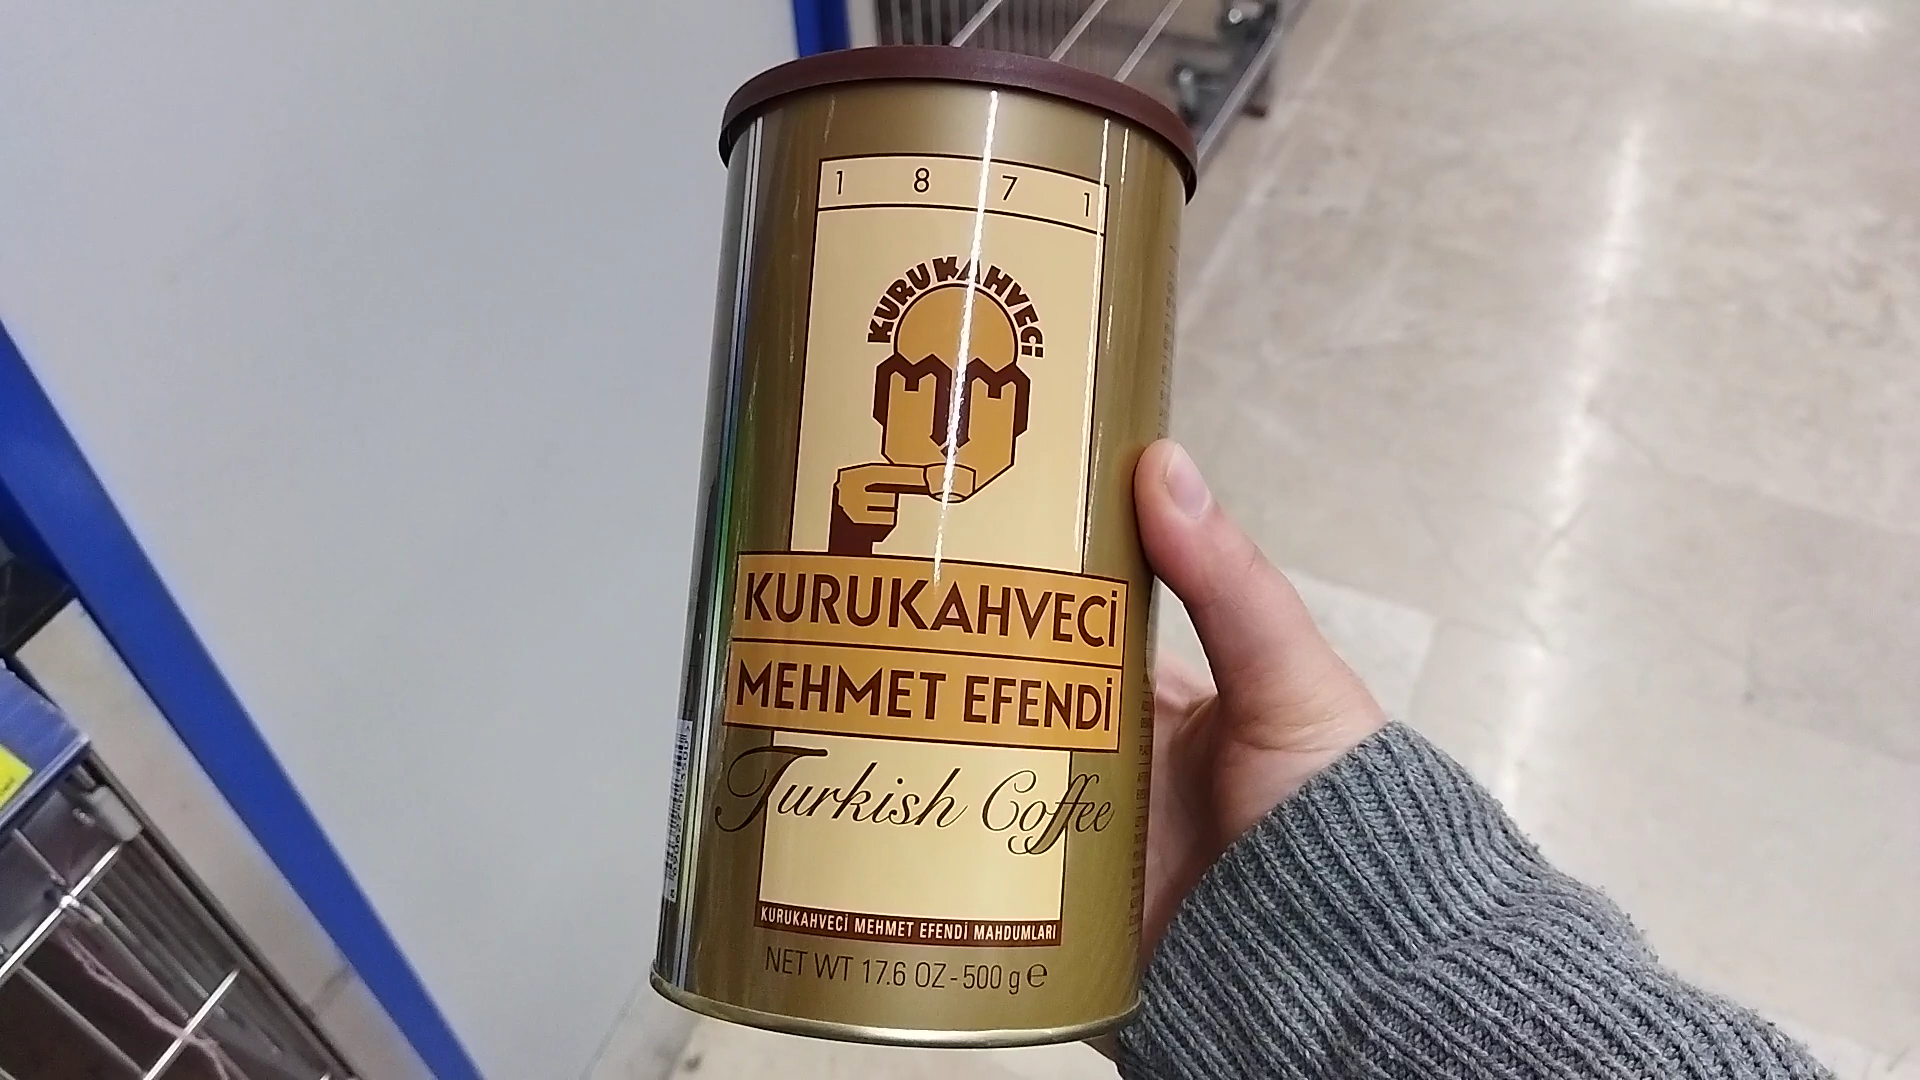 1 8 7 1
KURUKAHVECİ
KURUKAHVECİ
MEHMET EFENDİ
Turkish Coffee
KURUKAHVECİ MEHMET EFENDİ MAHDUMLARI
NET WT 17.6 OZ - 500 g ℮